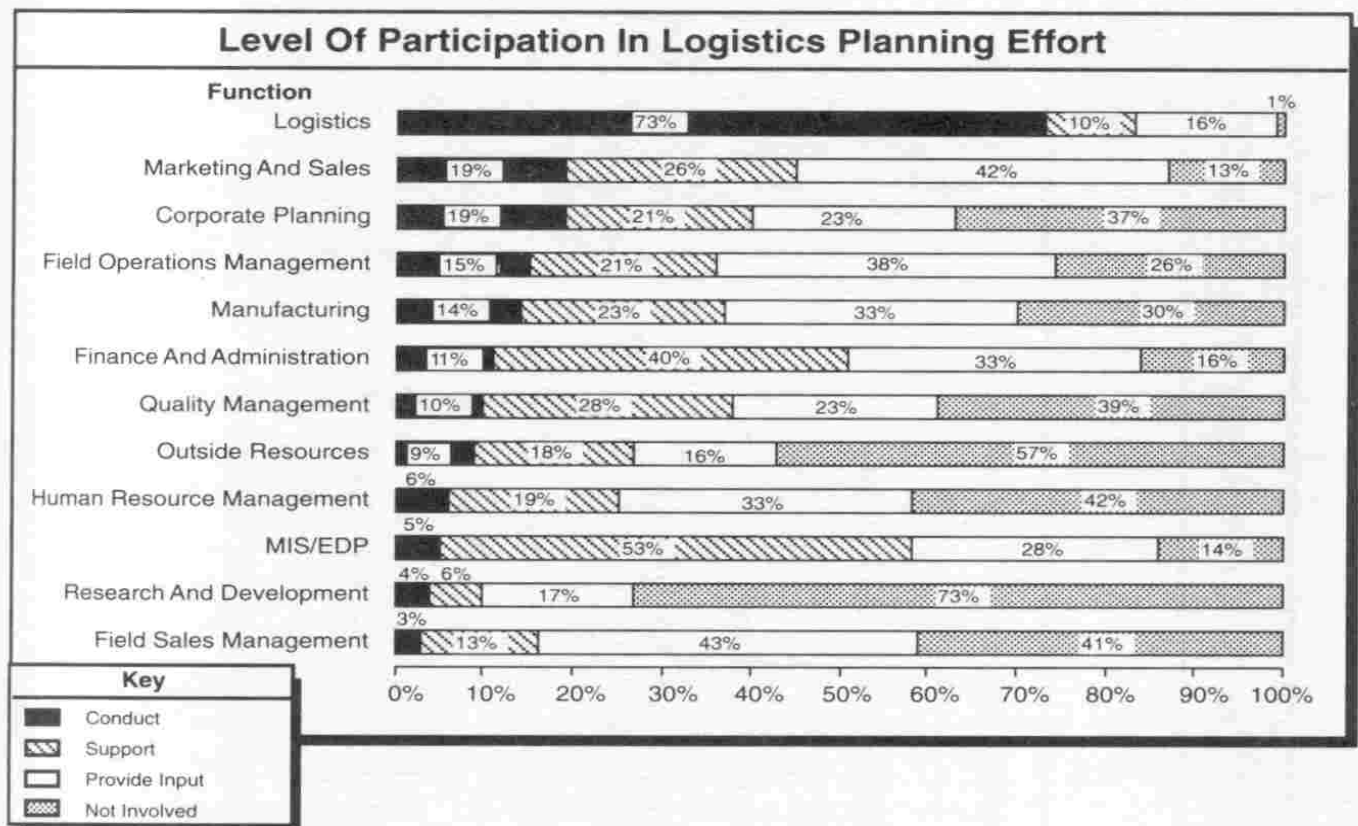 Level Of Participation In Logistics Planning Effort
Function
1%
Logistics 73% 10% 16%
Marketing And Sales 19% 26% 42% 13%
Corporate Planning 19% 21% 23% 37%
Field Operations Management 15% 21% 38% 26%
Manufacturing 14% 23% 33% 30%
Finance And Administration 11% 40% 33% 16%
Quality Management 10% 28% 23% 39%
Outside Resources 9% 18% 16% 57%
6%
Human Resource Management 19% 33% 42%
5%
MIS/EDP 53% 28% 14%
4% 6%
Research And Development 17% 73%
3%
Field Sales Management 13% 43% 41%
0% 10% 20% 30% 40% 50% 60% 70% 80% 90% 100%
Key
Conduct
Support
Provide Input
Not Involved